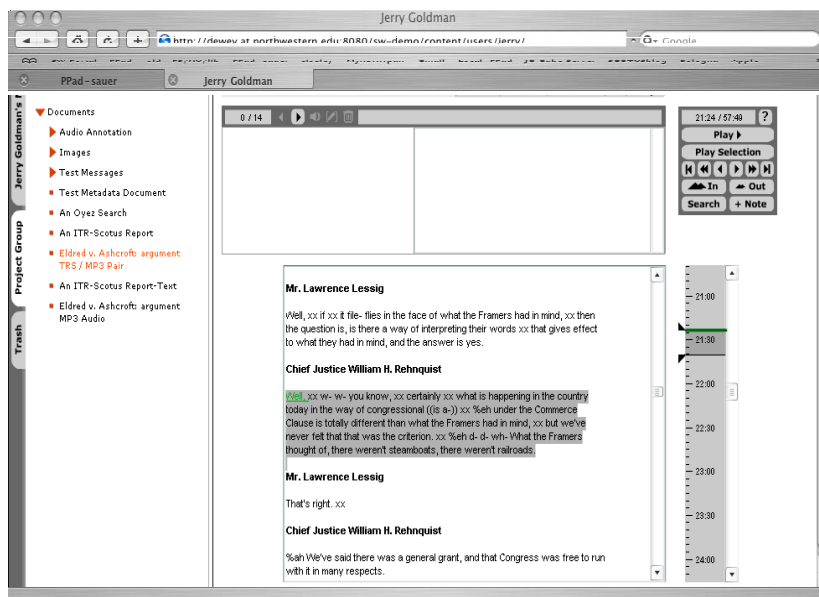 Jerry Goldman
http://dewey.at.northwestern.edu:8080/sw-demo/content/users/jerry/
Google
PPad-sauer
Jerry Goldman
Jerry Goldman's
Project Group
Trash
Documents
Audio Annotation
Images
Test Messages
Test Metadata Document
An Oyez Search
An ITR-Scotus Report
Eldred v. Ashcroft: argument
TRS / MP3 Pair
An ITR-Scotus Report-Text
Eldred v. Ashcroft: argument
MP3 Audio
0 / 14
Mr. Lawrence Lessig
Well, xx if xx it file- flies in the face of what the Framers had in mind, xx then
the question is, is there a way of interpreting their words xx that gives effect
to what they had in mind, and the answer is yes.
Chief Justice William H. Rehnquist
Well, xx w- w- you know, xx certainly xx what is happening in the country
today in the way of congressional ((is a-)) xx %eh under the Commerce
Clause is totally different than what the Framers had in mind, xx but we've
never felt that that was the criterion. xx %eh d- d- wh- What the Framers
thought of, there weren't steamboats, there weren't railroads.
Mr. Lawrence Lessig
That's right. xx
Chief Justice William H. Rehnquist
%ah We've said there was a general grant, and that Congress was free to run
with it in many respects.
21:24 / 57:49 ?
Play
Play Selection
In Out
Search + Note
21:00
21:30
22:00
22:30
23:00
23:30
24:00